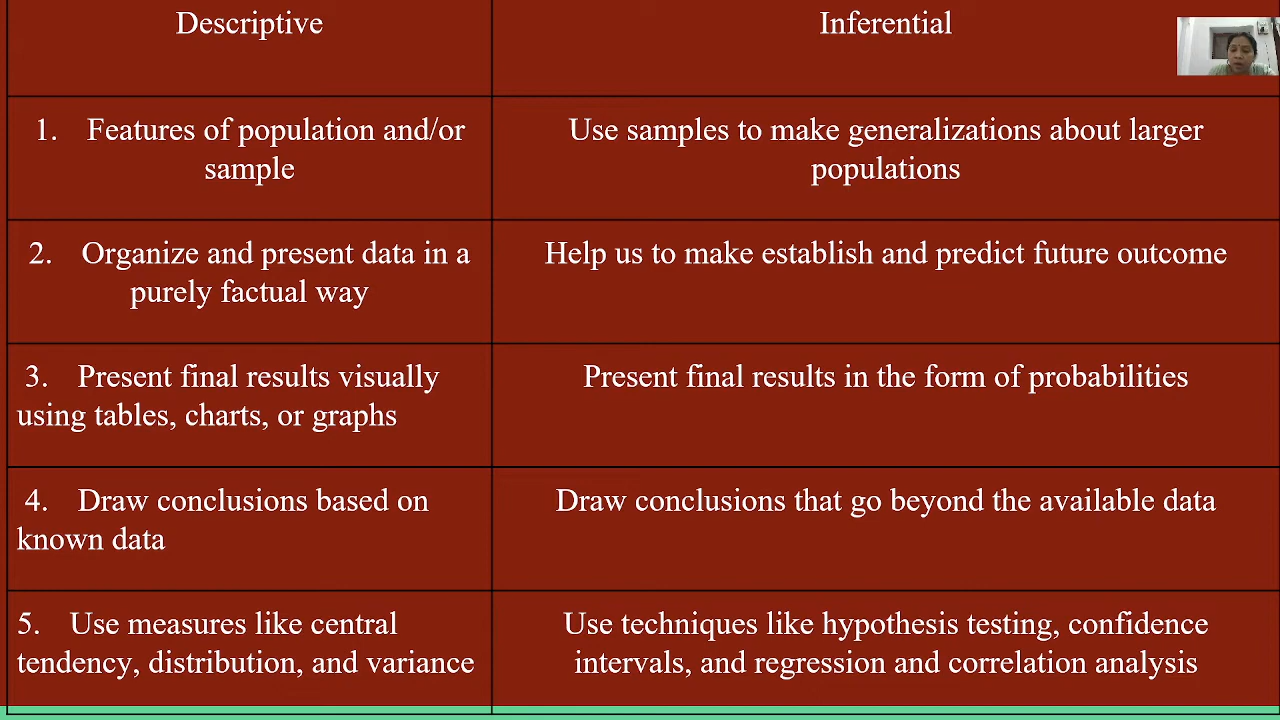 Descriptive
Inferential
1. Features of population and/or
sample
Use samples to make generalizations about larger
populations
2. Organize and present data in a
purely factual way
Help us to make establish and predict future outcome
3. Present final results visually
using tables, charts, or graphs
Present final results in the form of probabilities
4. Draw conclusions based on
known data
Draw conclusions that go beyond the available data
5. Use measures like central
tendency, distribution, and variance
Use techniques like hypothesis testing, confidence
intervals, and regression and correlation analysis